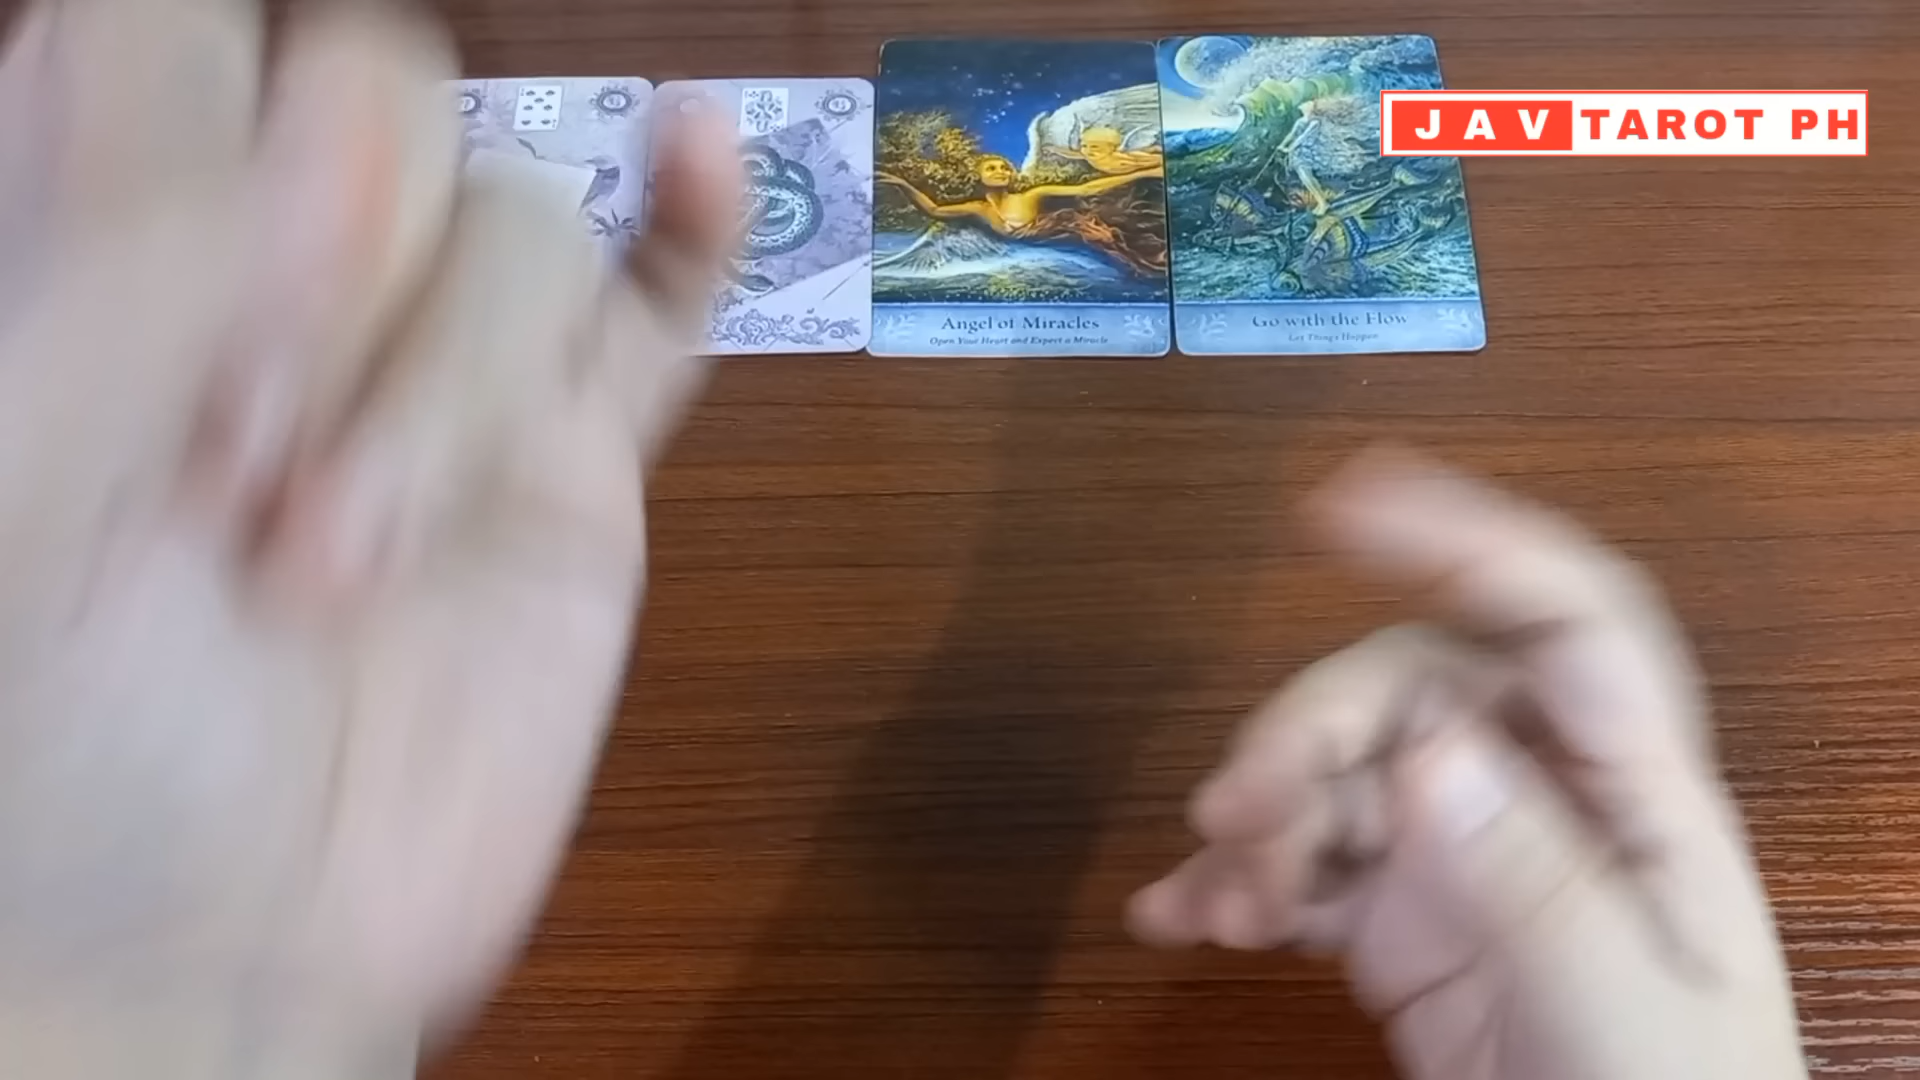 JAV TAROT PH
Angel of Miracles
Open Your Heart and Expect a Miracle
Go with the Flow
Let Things Happen